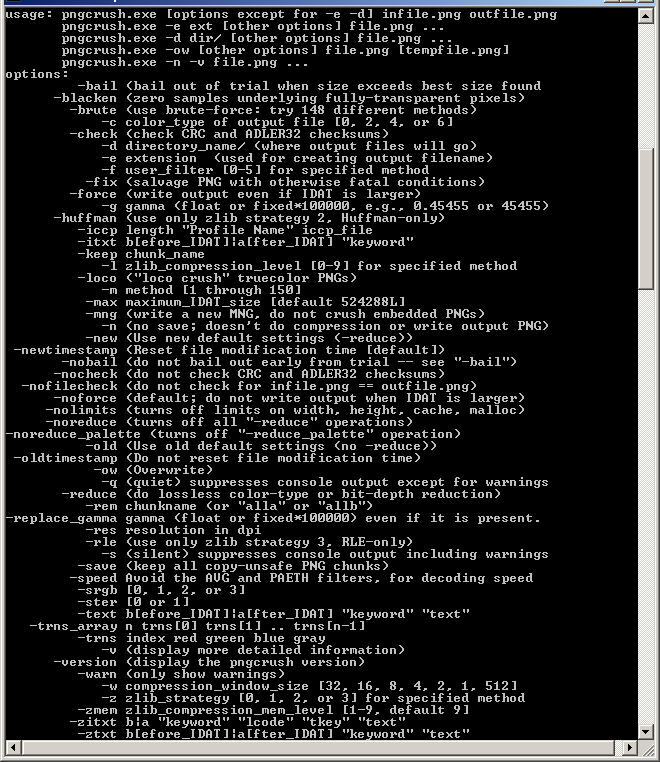 usage: pngcrush.exe [options except for -e -d] infile.png outfile.png
pngcrush.exe -e ext [other options] file.png ...
pngcrush.exe -d dir/ [other options] file.png ...
pngcrush.exe -ow [other options] file.png [tempfile.png]
pngcrush.exe -n -v file.png ...
options:
-bail (bail out of trial when size exceeds best size found
-blacken (zero samples underlying fully-transparent pixels)
-brute (use brute-force: try 148 different methods)
-c color_type of output file [0, 2, 4, or 6]
-check (check CRC and ADLER32 checksums)
-d directory_name/ (where output files will go)
-e extension  (used for creating output filename)
-f user_filter [0-5] for specified method
-fix (salvage PNG with otherwise fatal conditions)
-force (write output even if IDAT is larger)
-g gamma (float or fixed*100000, e.g., 0.45455 or 45455)
-huffman (use only zlib strategy 2, Huffman-only)
-iccp length "Profile Name" iccp_file
-itxt b[efore_IDAT]|a[fter_IDAT] "keyword"
-keep chunk_name
-l zlib_compression_level [0-9] for specified method
-loco ("loco crush" truecolor PNGs)
-m method [1 through 150]
-max maximum_IDAT_size [default 524288L]
-mng (write a new MNG, do not crush embedded PNGs)
-n (no save; doesn't do compression or write output PNG)
-new (Use new default settings (-reduce))
-newtimestamp (Reset file modification time [default])
-nobail (do not bail out early from trial -- see "-bail")
-nocheck (do not check CRC and ADLER32 checksums)
-nofilecheck (do not check for infile.png == outfile.png)
-noforce (default; do not write output when IDAT is larger)
-nolimits (turns off limits on width, height, cache, malloc)
-noreduce (turns off all "-reduce" operations)
-noreduce_palette (turns off "-reduce_palette" operation)
-old (Use old default settings (no -reduce))
-oldtimestamp (Do not reset file modification time)
-ow (Overwrite)
-q (quiet) suppresses console output except for warnings
-reduce (do lossless color-type or bit-depth reduction)
-rem chunkname (or "alla" or "allb")
-replace_gamma gamma (float or fixed*100000) even if it is present.
-res resolution in dpi
-rle (use only zlib strategy 3, RLE-only)
-s (silent) suppresses console output including warnings
-save (keep all copy-unsafe PNG chunks)
-speed Avoid the AVG and PAETH filters, for decoding speed
-srgb [0, 1, 2, or 3]
-ster [0 or 1]
-text b[efore_IDAT]|a[fter_IDAT] "keyword" "text"
-trns_array n trns[0] trns[1] .. trns[n-1]
-trns index red green blue gray
-v (display more detailed information)
-version (display the pngcrush version)
-warn (only show warnings)
-w compression_window_size [32, 16, 8, 4, 2, 1, 512]
-z zlib_strategy [0, 1, 2, or 3] for specified method
-zmem zlib_compression_mem_level [1-9, default 9]
-zitxt b|a "keyword" "lcode" "tkey" "text"
-ztxt b[efore_IDAT]|a[fter_IDAT] "keyword" "text"